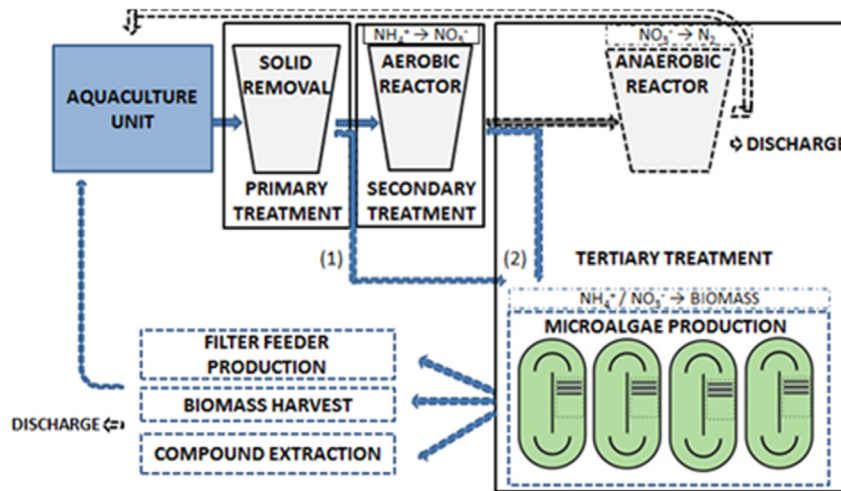 NH₄⁺ → NO₃⁻
NO₃⁻ → N₂
SOLID
REMOVAL
AEROBIC
REACTOR
ANAEROBIC
REACTOR
AQUACULTURE
UNIT
DISCHARGE
PRIMARY
TREATMENT
SECONDARY
TREATMENT
(1)
(2)
TERTIARY TREATMENT
NH₄⁺ / NO₃⁻ → BIOMASS
MICROALGAE PRODUCTION
FILTER FEEDER
PRODUCTION
BIOMASS HARVEST
DISCHARGE
COMPOUND EXTRACTION